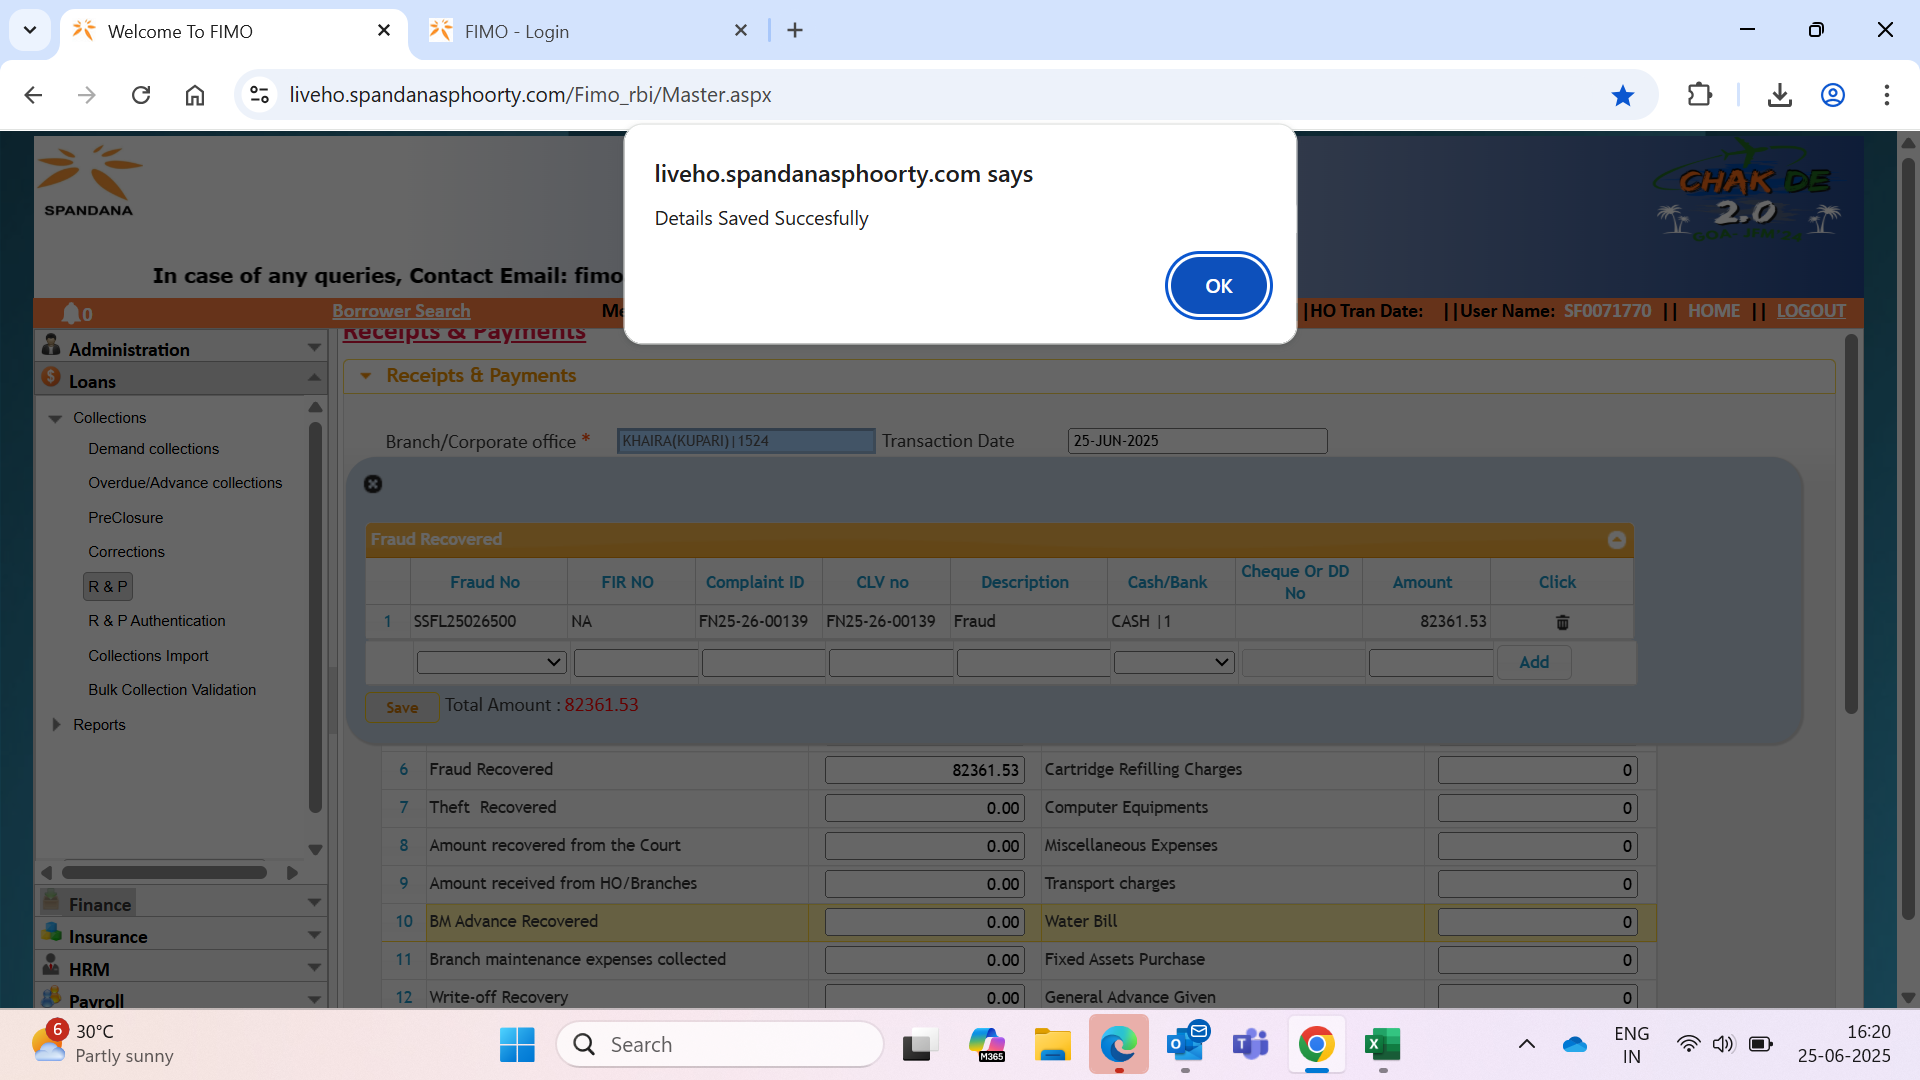 Welcome To FIMO
FIMO - Login
liveho.spandanasphoorty.com/Fimo_rbi/Master.aspx
liveho.spandanasphoorty.com says
Details Saved Succesfully
OK
SPANDANA
CHAK DE
2.0
In case of any queries, Contact Email: fimo
0
Borrower Search
Me
|HO Tran Date: ||User Name: SF0071770 || HOME || LOGOUT
Receipts & Payments
Administration
Loans
Collections
Demand collections
Overdue/Advance collections
PreClosure
Corrections
R & P
R & P Authentication
Collections Import
Bulk Collection Validation
Reports
Finance
Insurance
HRM
Payroll
Receipts & Payments
Branch/Corporate office * KHAIRA(KUPARI)|1524 Transaction Date 25-JUN-2025
Fraud Recovered
Fraud No FIR NO Complaint ID CLV no Description Cash/Bank Cheque Or DD No Amount Click
1 SSFL25026500 NA FN25-26-00139 FN25-26-00139 Fraud CASH |1 82361.53
Add
Save Total Amount : 82361.53
6 Fraud Recovered 82361.53 Cartridge Refilling Charges 0
7 Theft Recovered 0.00 Computer Equipments 0
8 Amount recovered from the Court 0.00 Miscellaneous Expenses 0
9 Amount received from HO/Branches 0.00 Transport charges 0
10 BM Advance Recovered 0.00 Water Bill 0
11 Branch maintenance expenses collected 0.00 Fixed Assets Purchase 0
12 Write-off Recovery 0.00 General Advance Given 0
6
30°C
Partly sunny
Search
M365
ENG
IN
16:20
25-06-2025